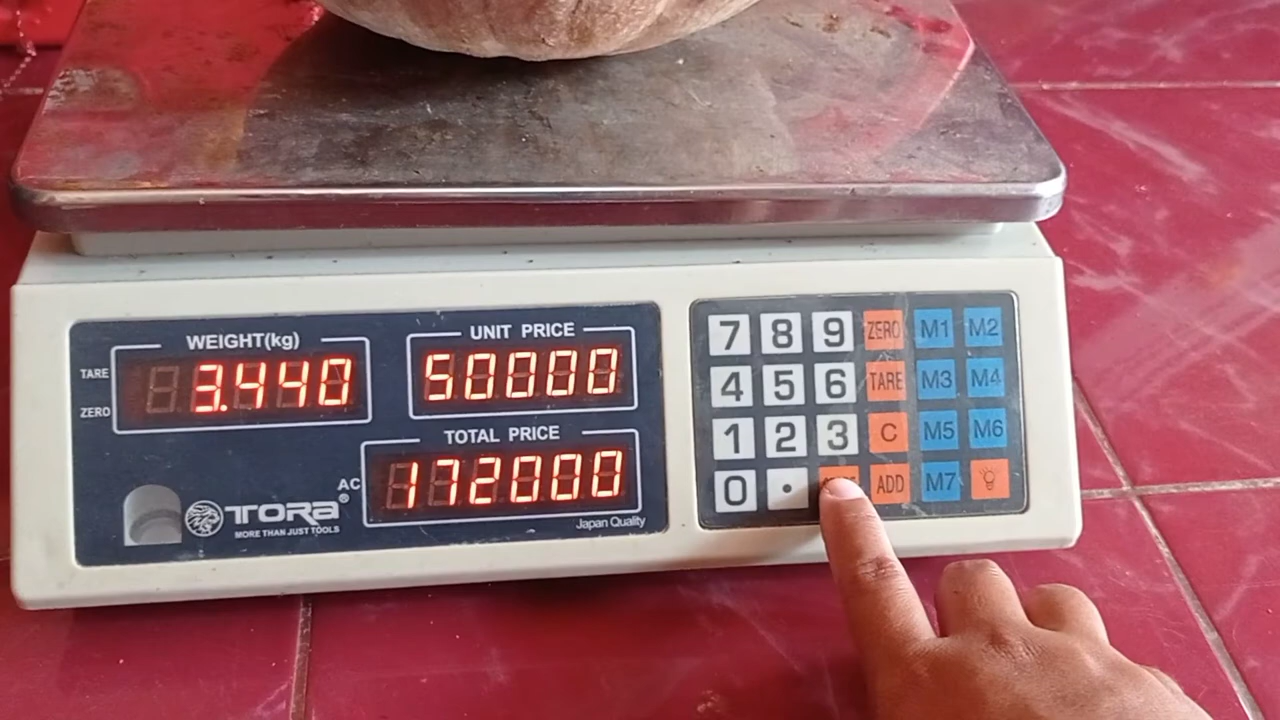 WEIGHT(kg)
3.440
TARE
ZERO
UNIT PRICE
50000
TOTAL PRICE
172000
AC
TORA®
MORE THAN JUST TOOLS
Japan Quality
7 8 9 ZERO M1 M2
4 5 6 TARE M3 M4
1 2 3 C M5 M6
0 . ADD M7